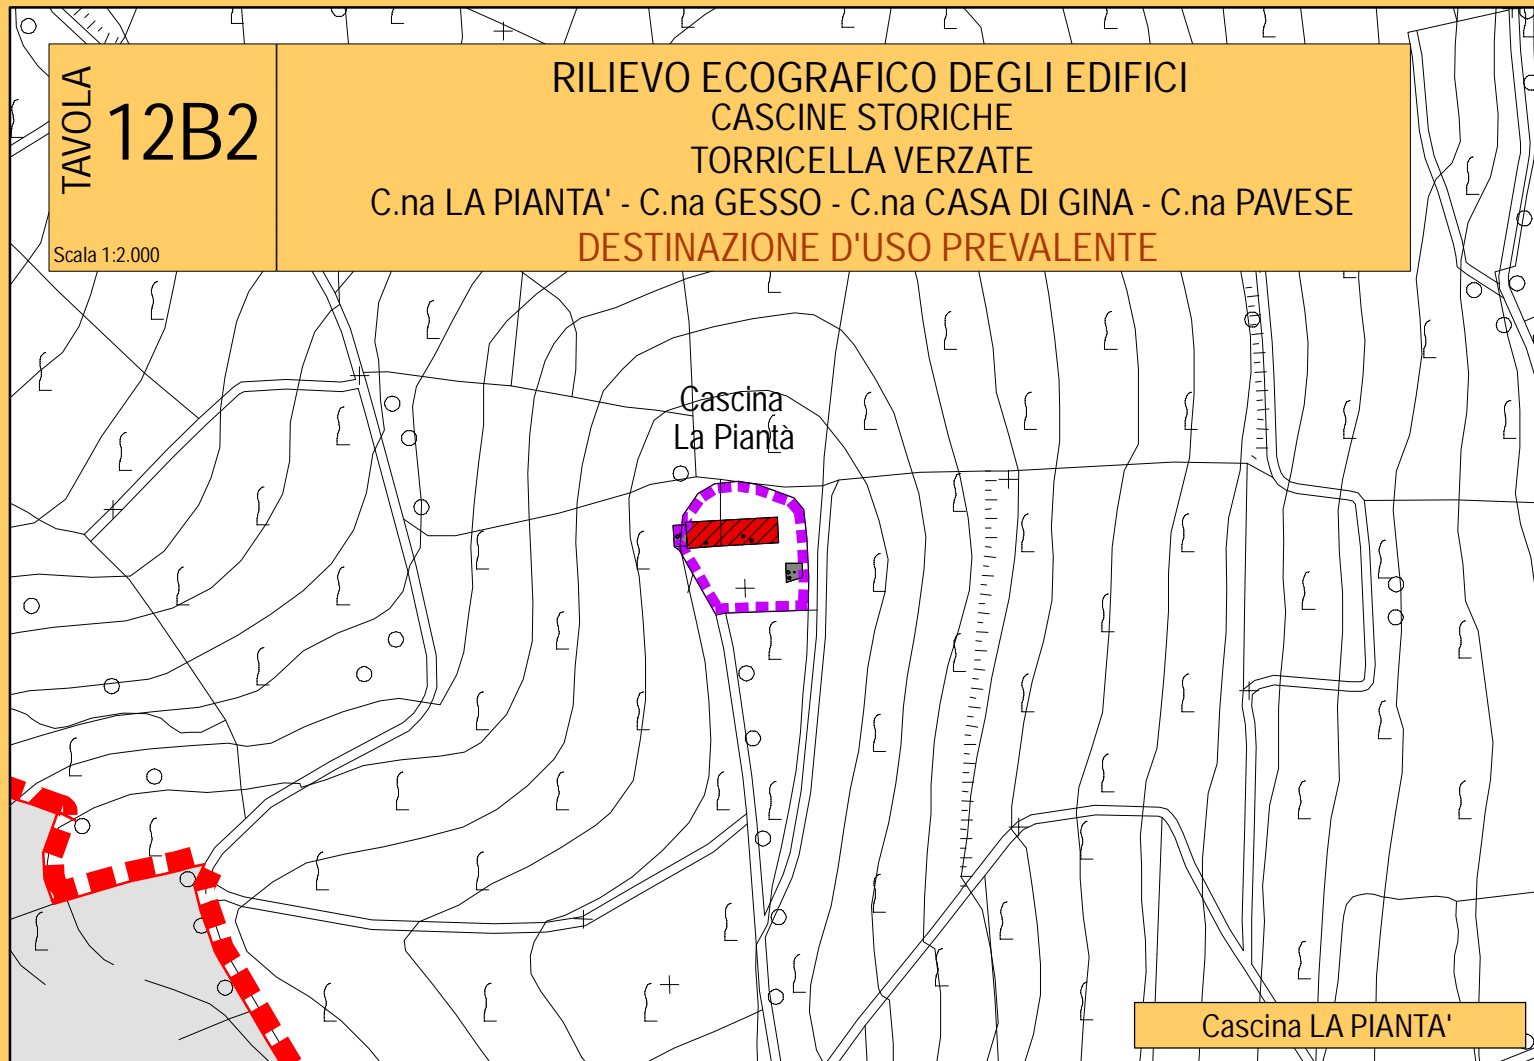 TAVOLA
12B2
Scala 1:2.000
RILIEVO ECOGRAFICO DEGLI EDIFICI
CASCINE STORICHE
TORRICELLA VERZATE
C.na LA PIANTA' - C.na GESSO - C.na CASA DI GINA - C.na PAVESE
DESTINAZIONE D'USO PREVALENTE
Cascina
La Piantà
Cascina LA PIANTA'